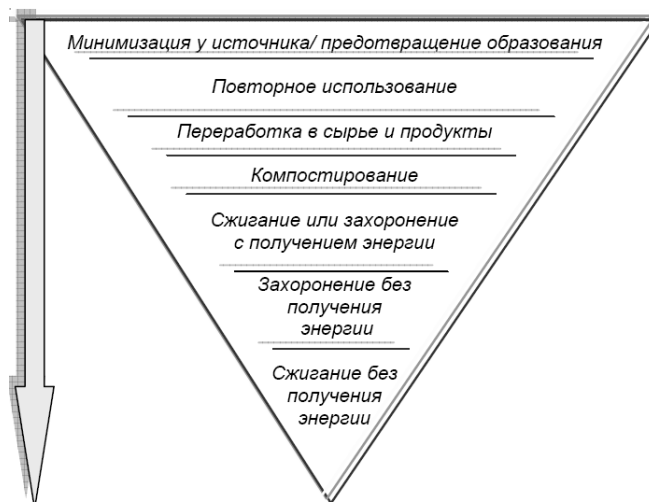 Минимизация у источника/ предотвращение образования
Повторное использование
Переработка в сырье и продукты
Компостирование
Сжигание или захоронение
с получением энергии
Захоронение без
получения
энергии
Сжигание без
получения
энергии